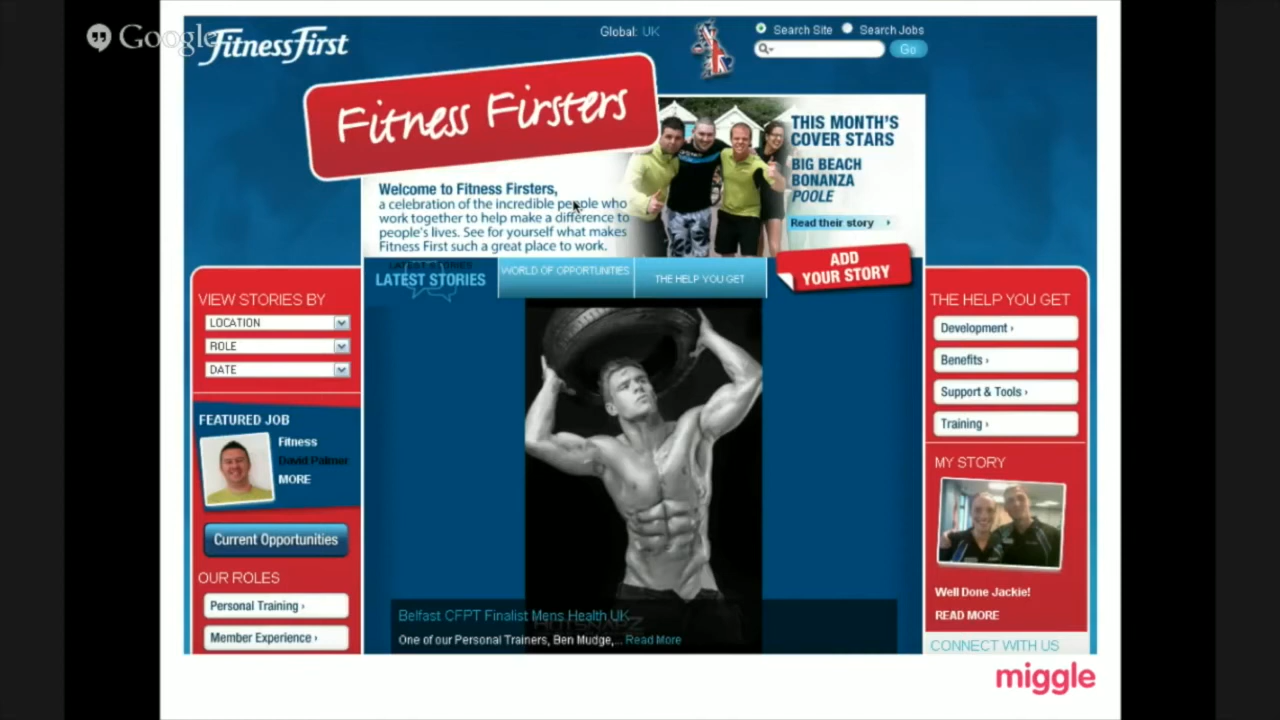 Google
Fitness First
Global: UK
Search Site
Search Jobs
Go
Fitness Firsters
THIS MONTH'S
COVER STARS
BIG BEACH
BONANZA
POOLE
Read their story ›
Welcome to Fitness Firsters,
a celebration of the incredible people who
work together to help make a difference to
people's lives. See for yourself what makes
Fitness First such a great place to work.
LATEST STORIES
LATEST STORIES
WORLD OF OPPORTUNITIES
THE HELP YOU GET
ADD
YOUR STORY
VIEW STORIES BY
LOCATION
ROLE
DATE
FEATURED JOB
Fitness
David Palmer
MORE
Current Opportunities
OUR ROLES
Personal Training ›
Member Experience ›
Belfast CFPT Finalist Mens Health UK
One of our Personal Trainers, Ben Mudge,... Read More
THE HELP YOU GET
Development ›
Benefits ›
Support & Tools ›
Training ›
MY STORY
Well Done Jackie!
READ MORE
CONNECT WITH US
miggle